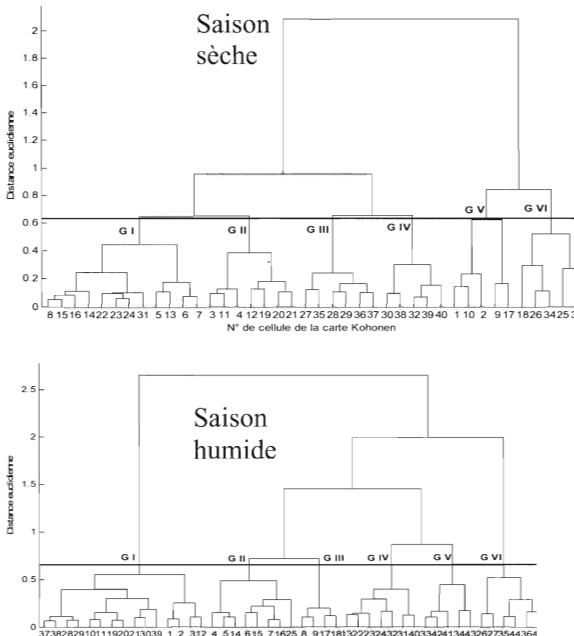 Saison
sèche
Distance euclidienne
2
1.8
1.6
1.4
1.2
1
0.8
0.6
0.4
0.2
0
G I
G II
G III
G IV
G V
G VI
8 15 16 14 22 23 24 31 5 13 6 7 3 11 4 12 19 20 21 27 35 28 29 36 37 30 38 32 39 40 1 10 2 9 17 18 26 34 25
N° de cellule de la carte Kohonen
Saison
humide
Distance euclidienne
2.5
2
1.5
1
0.5
0
G I
G II
G III
G IV
G V
G VI